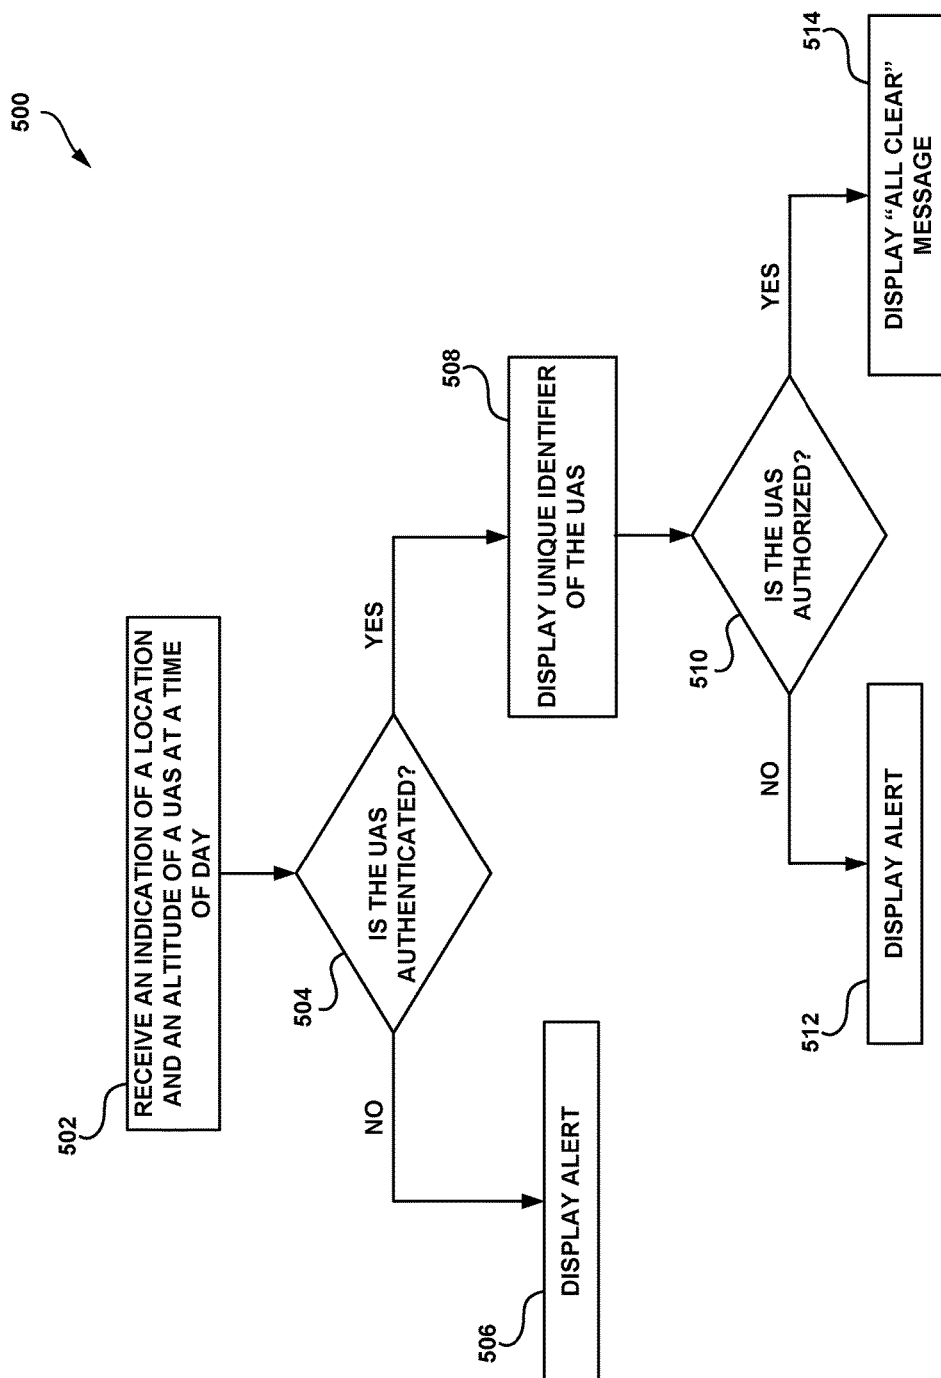 500
502
RECEIVE AN INDICATION OF A LOCATION
AND AN ALTITUDE OF A UAS AT A TIME
OF DAY
504
IS THE UAS
AUTHENTICATED?
NO
YES
506
DISPLAY ALERT
508
DISPLAY UNIQUE IDENTIFIER
OF THE UAS
510
IS THE UAS
AUTHORIZED?
NO
YES
512
DISPLAY ALERT
514
DISPLAY “ALL CLEAR”
MESSAGE